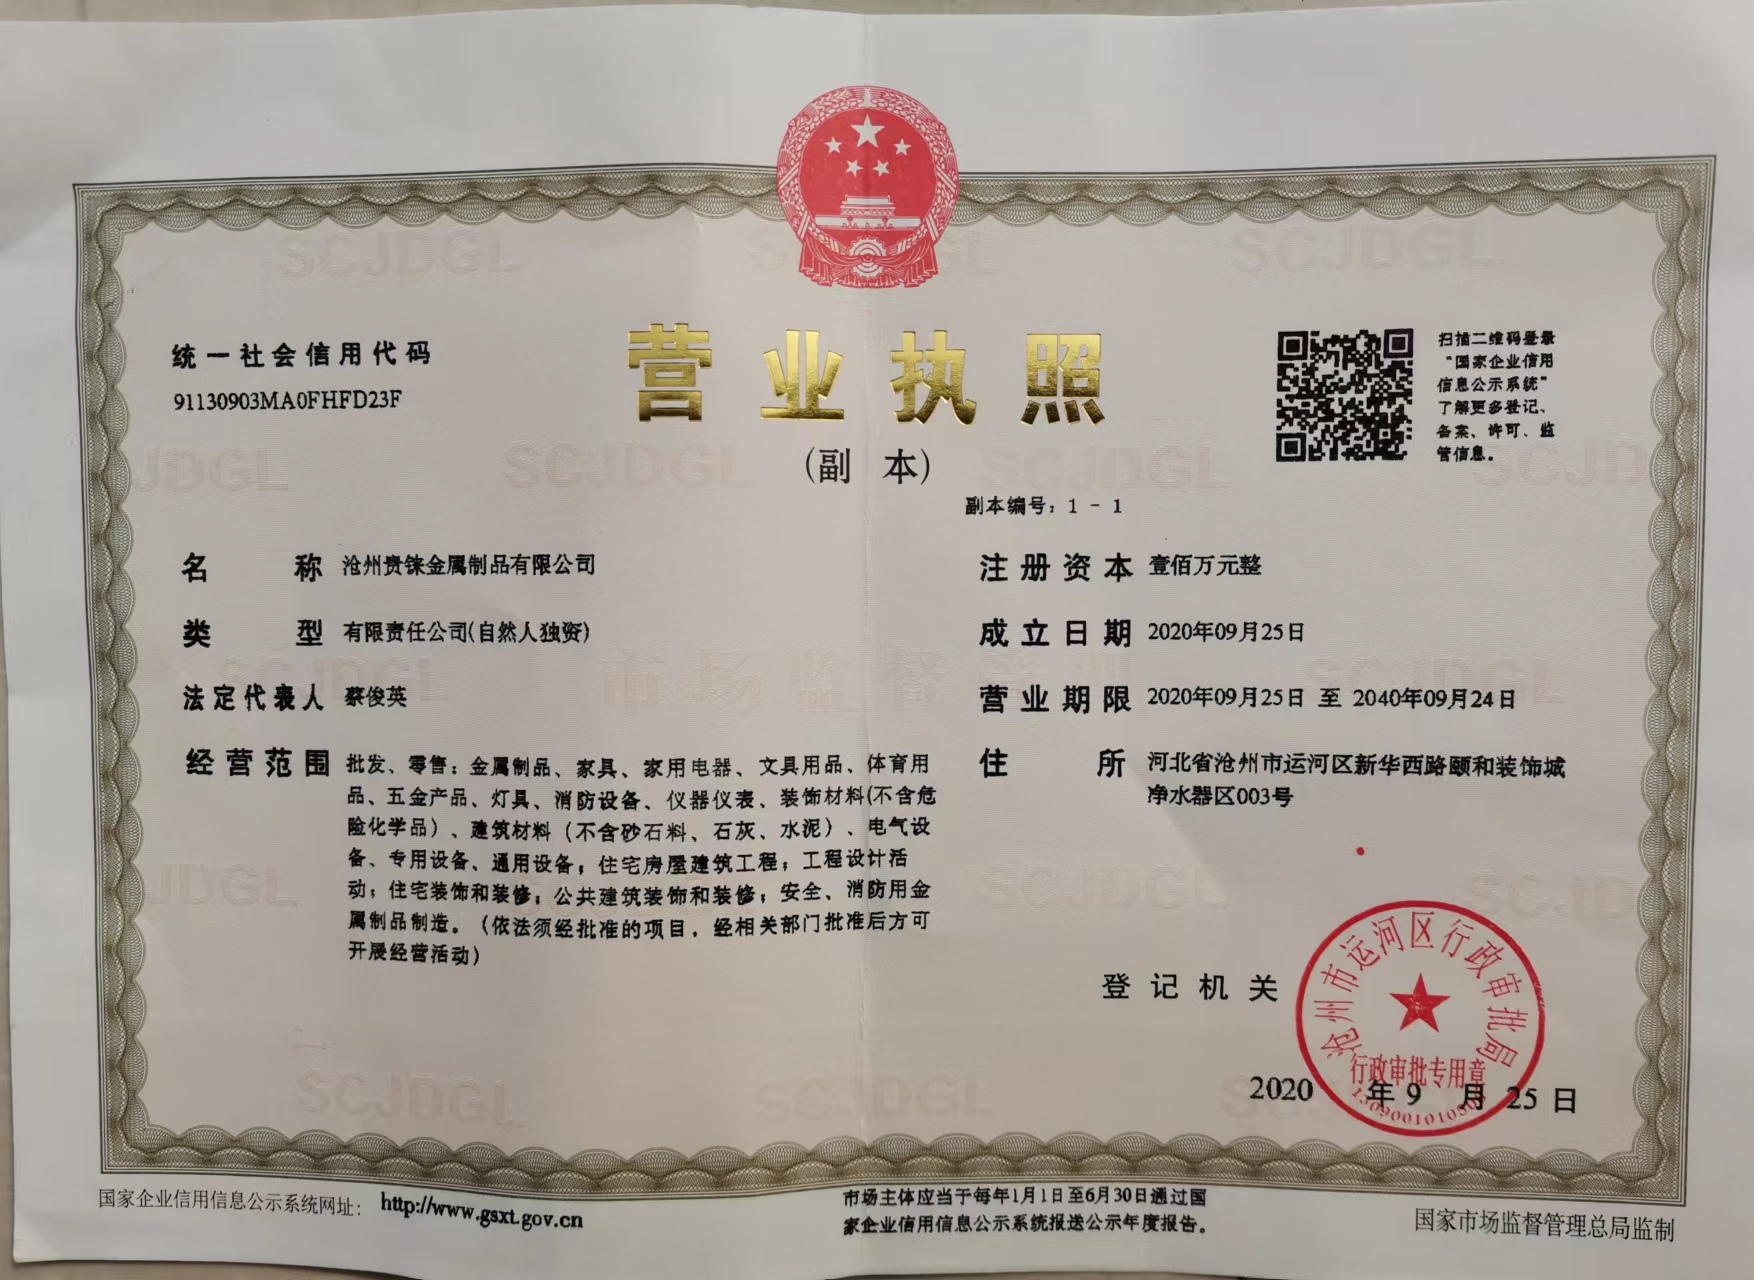 统一社会信用代码
91130903MA0FHFD23F
营业执照
(副 本)
副本编号：1 - 1
扫描二维码登录
“国家企业信用
信息公示系统”
了解更多登记、
备案、许可、监
管信息。
名 称 沧州贵铼金属制品有限公司
类 型 有限责任公司(自然人独资)
法定代表人 蔡俊英
经营范围 批发、零售：金属制品、家具、家用电器、文具用品、体育用
品、五金产品、灯具、消防设备、仪器仪表、装饰材料(不含危
险化学品）、建筑材料（不含砂石料、石灰、水泥）、电气设
备、专用设备、通用设备；住宅房屋建筑工程；工程设计活
动；住宅装饰和装修；公共建筑装饰和装修；安全、消防用金
属制品制造。（依法须经批准的项目，经相关部门批准后方可
开展经营活动）
注册资本 壹佰万元整
成立日期 2020年09月25日
营业期限 2020年09月25日 至 2040年09月24日
住 所 河北省沧州市运河区新华西路颐和装饰城
净水器区003号
登记机关
沧州市运河区行政审批局
行政审批专用章
2020 年 9 月 25 日
国家企业信用信息公示系统网址： http://www.gsxt.gov.cn
市场主体应当于每年1月1日至6月30日通过国
家企业信用信息公示系统报送公示年度报告。
国家市场监督管理总局监制